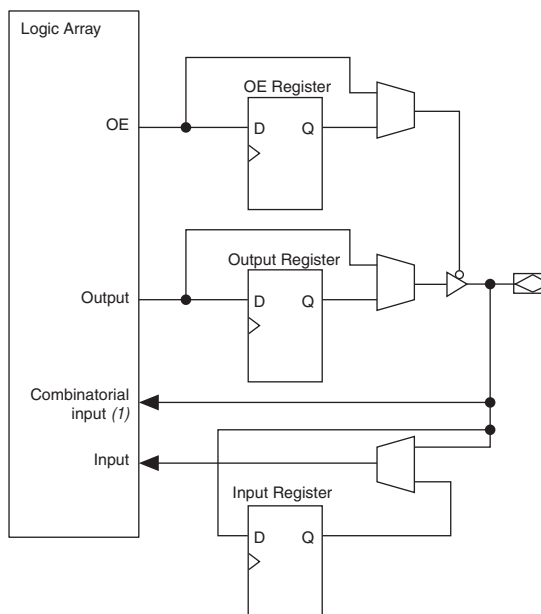 Logic Array
OE Register
OE
D Q
Output Register
Output
D Q
Combinatorial
input (1)
Input
Input Register
D Q